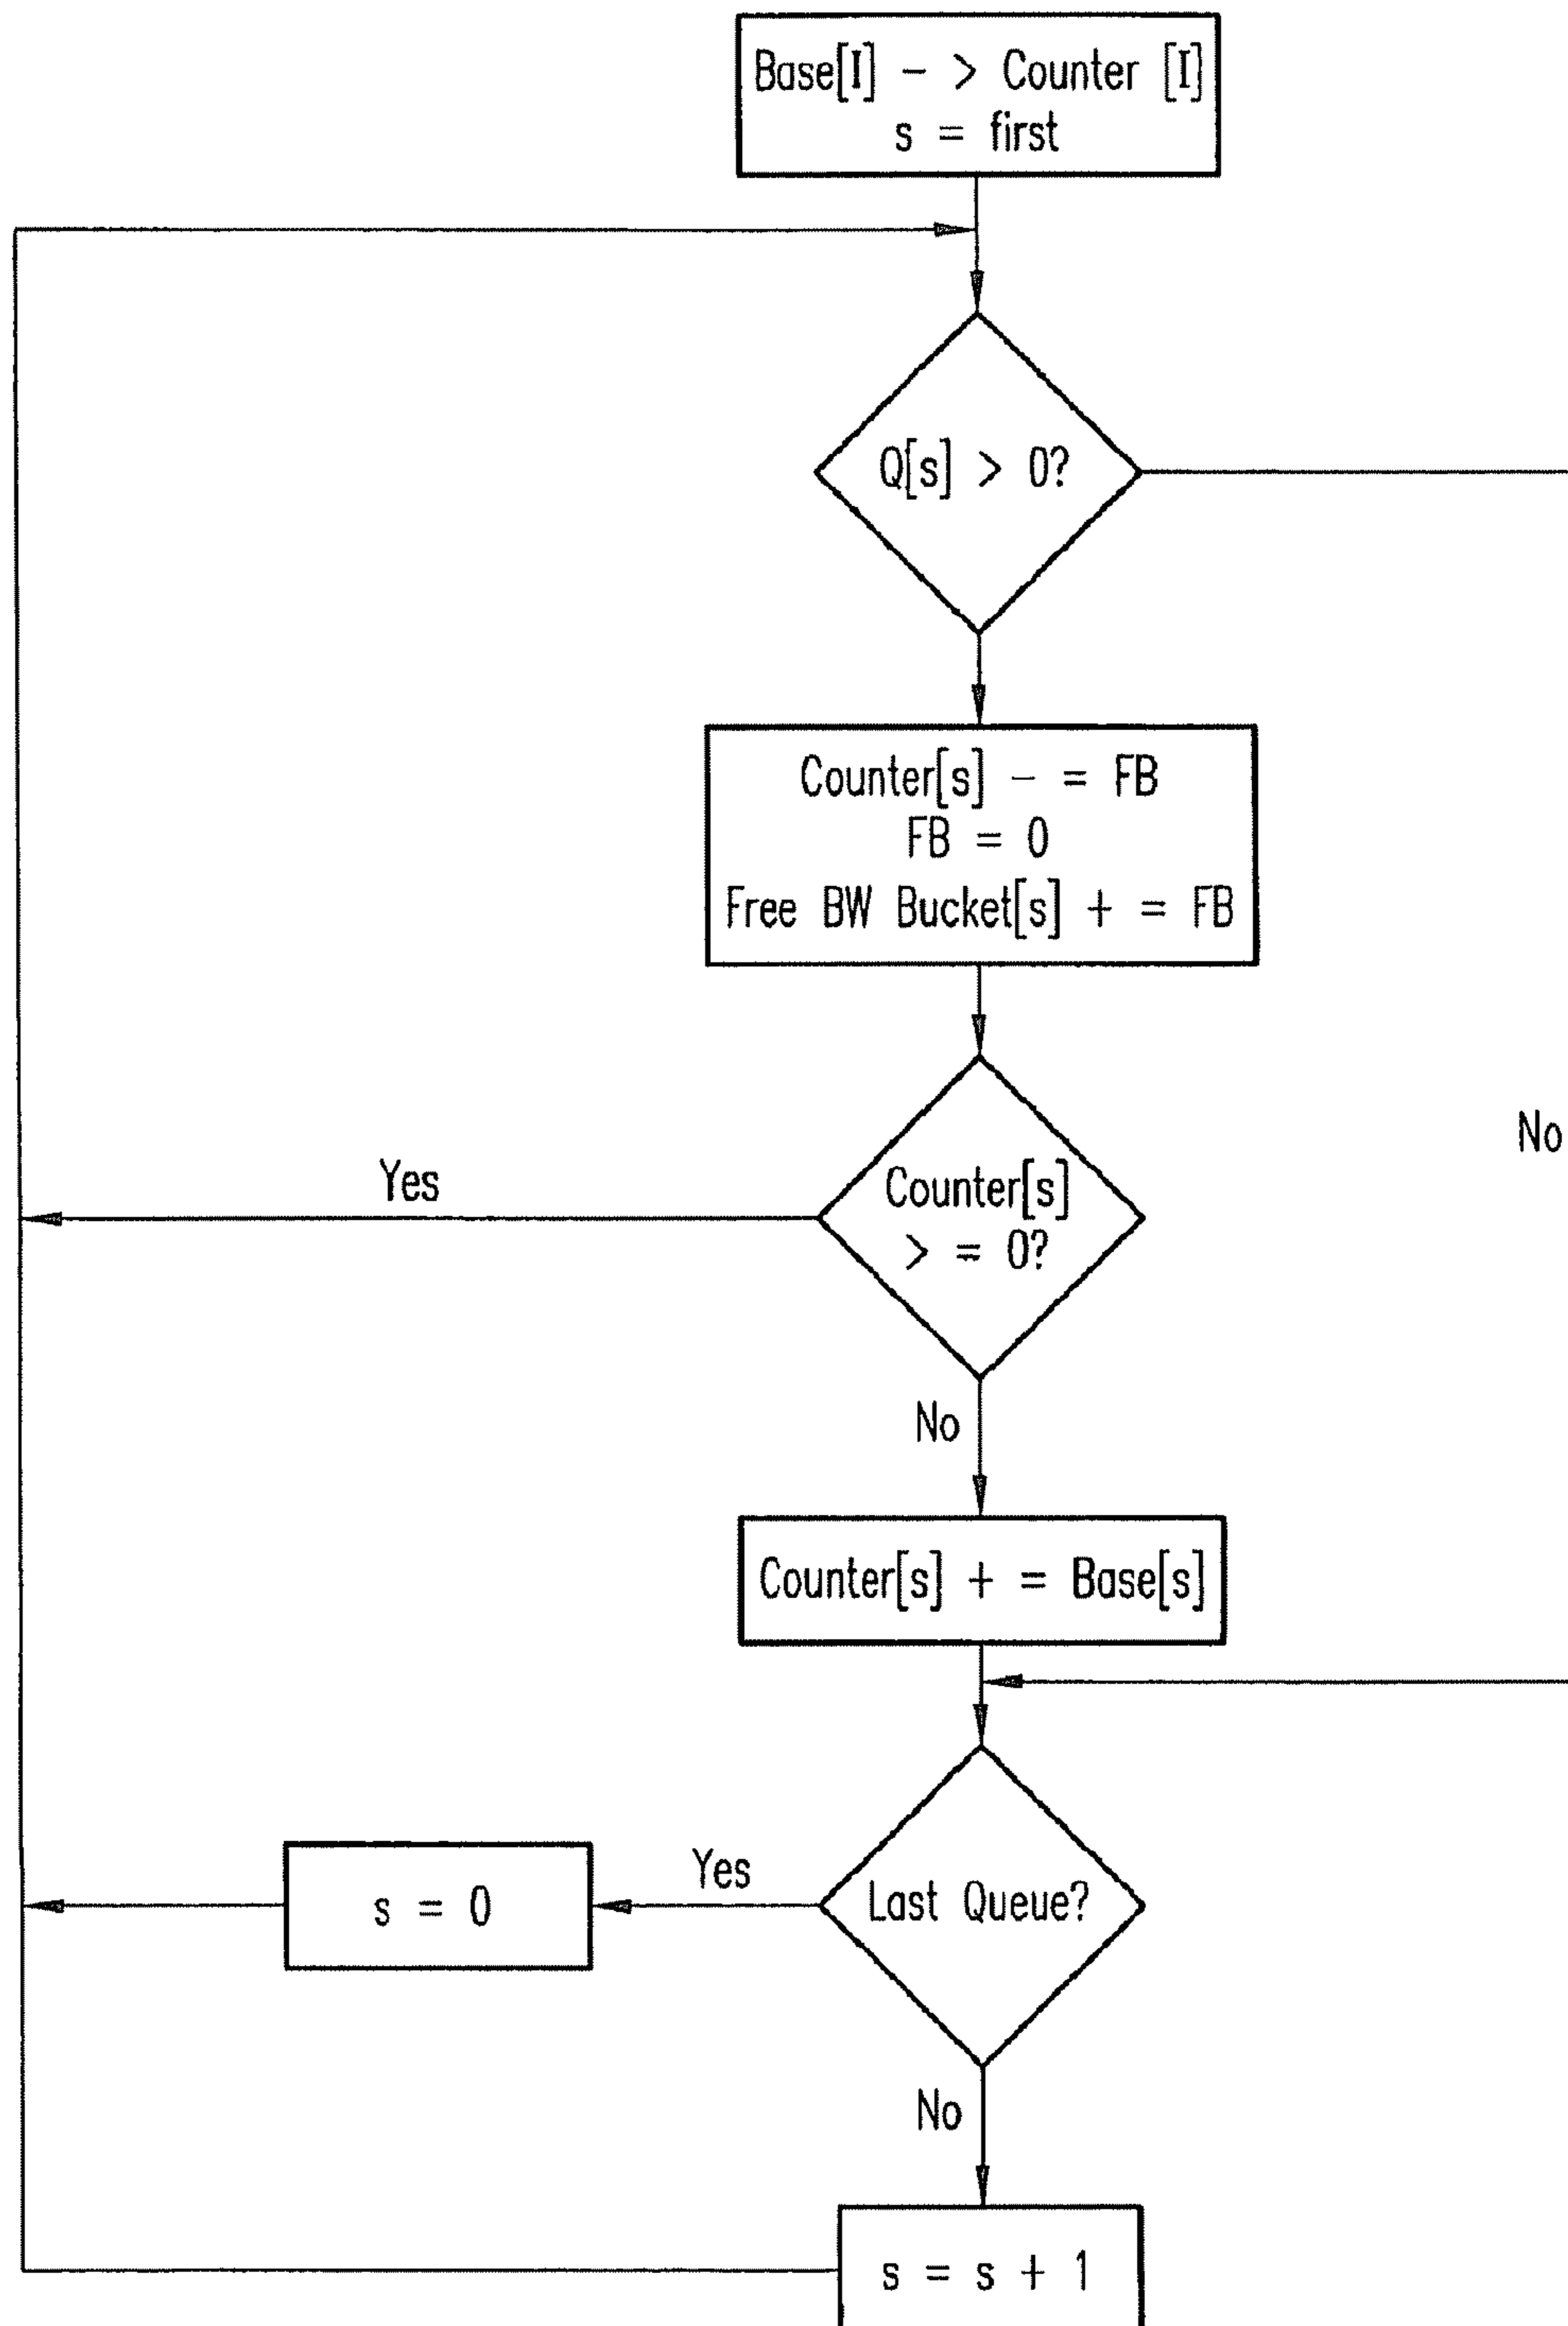 Base[I] - > Counter [I]
s = first
Q[s] > 0?
Counter[s] - = FB
FB = 0
Free BW Bucket[s] + = FB
No
Yes
Counter[s]
> = 0?
No
Counter[s] + = Base[s]
Yes
s = 0
Last Queue?
No
s = s + 1